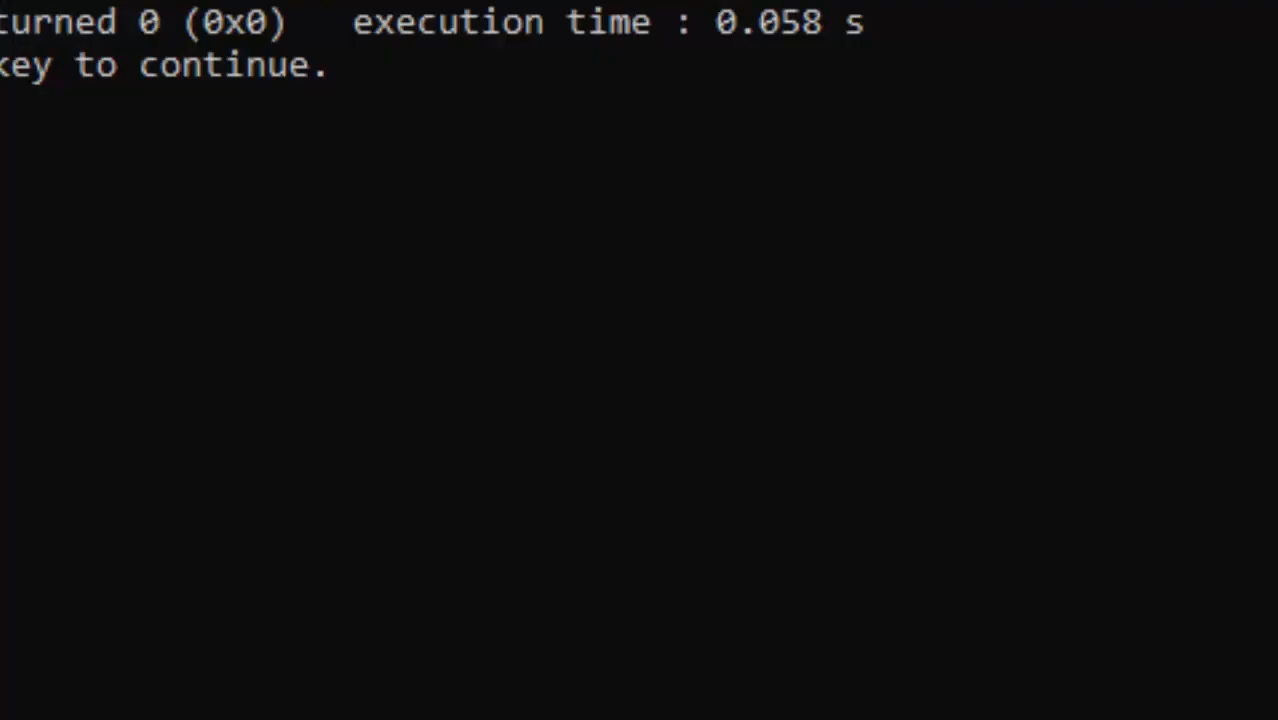 turned 0 (0x0)   execution time : 0.058 s
key to continue.